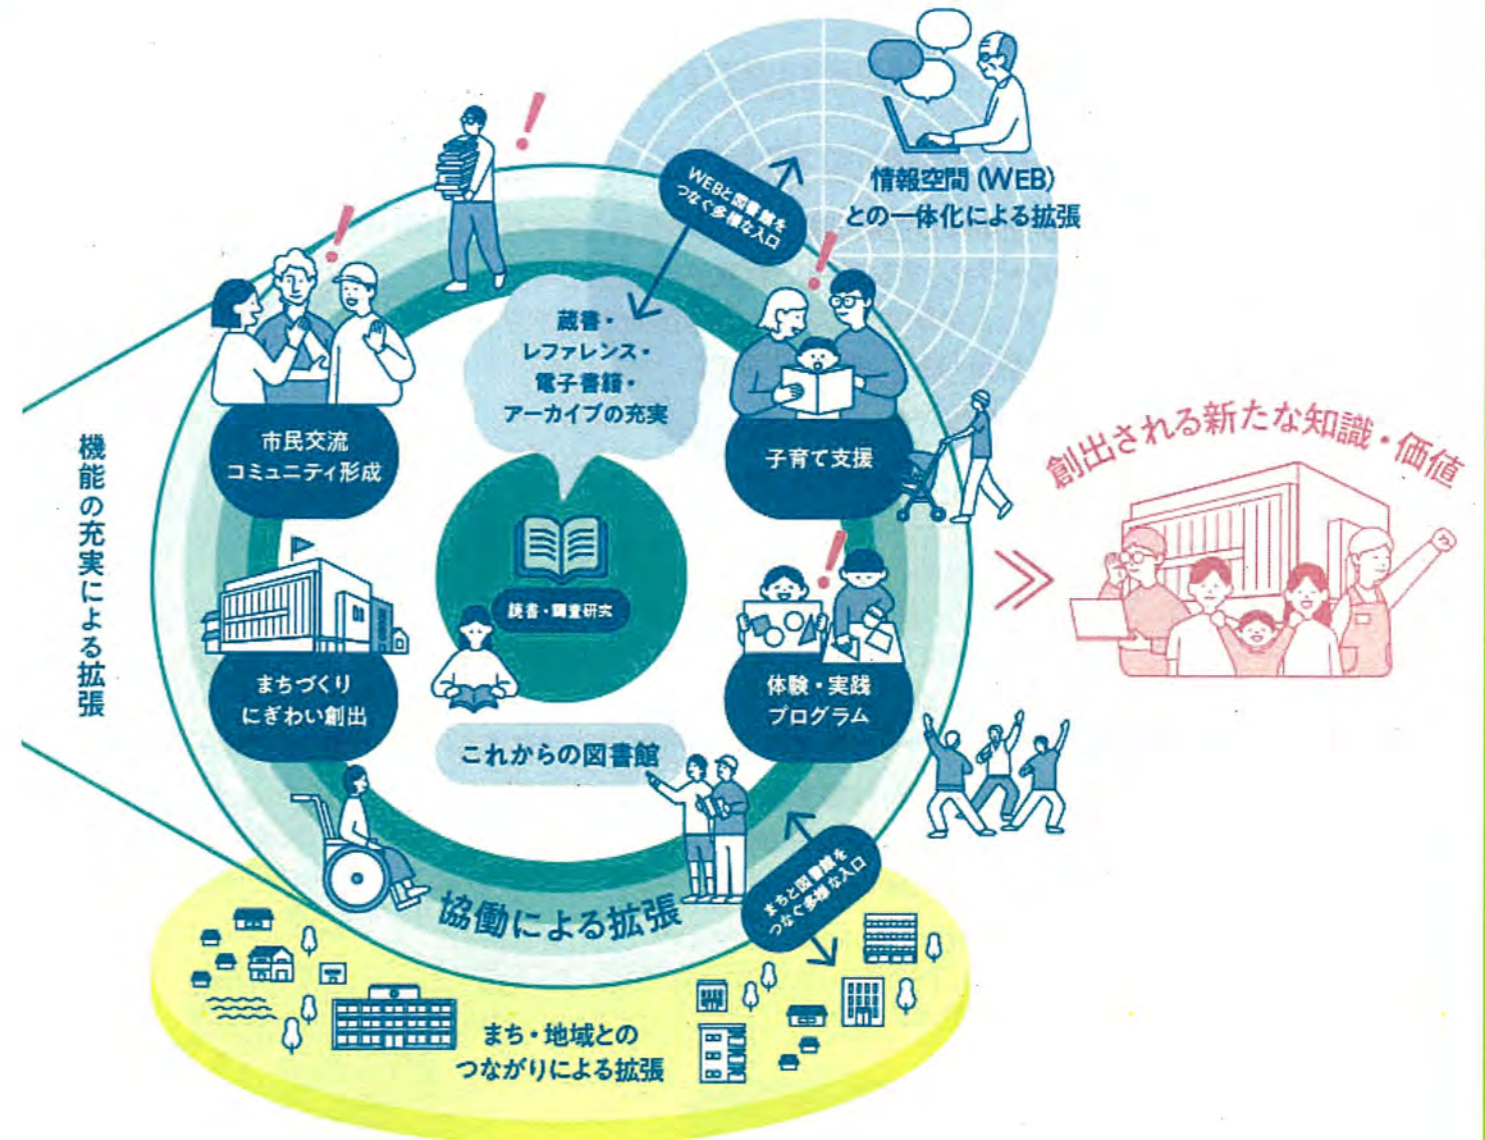 WEBと図書館を
つなぐ多様な入口
情報空間（WEB）
との一体化による拡張
蔵書・
レファレンス・
電子書籍・
アーカイブの充実
市民交流
コミュニティ形成
子育て支援
機能の充実による拡張
創出される新たな知識・価値
読書・調査研究
まちづくり
にぎわい創出
体験・実践
プログラム
これからの図書館
まちと図書館を
つなぐ多様な入口
協働による拡張
まち・地域との
つながりによる拡張